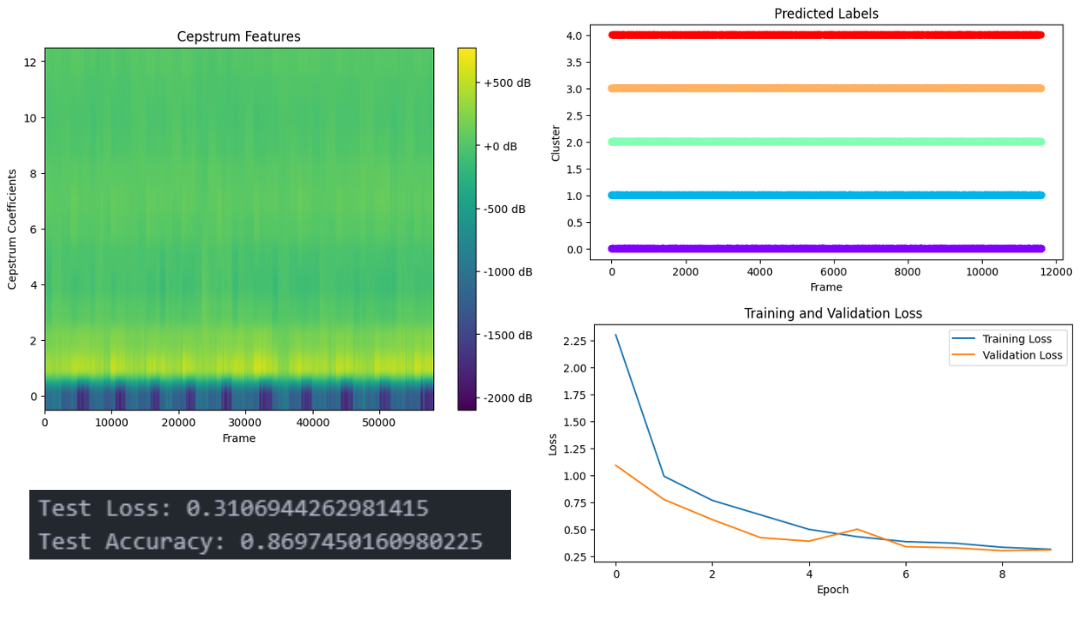 Cepstrum Features
Cepstrum Coefficients
12
10
8
6
4
2
0
0 10000 20000 30000 40000 50000
Frame
+500 dB
+0 dB
-500 dB
-1000 dB
-1500 dB
-2000 dB
Predicted Labels
Cluster
4.0
3.5
3.0
2.5
2.0
1.5
1.0
0.5
0.0
0 2000 4000 6000 8000 10000 12000
Frame
Training and Validation Loss
Training Loss
Validation Loss
Loss
2.25
2.00
1.75
1.50
1.25
1.00
0.75
0.50
0.25
0 2 4 6 8
Epoch
Test Loss: 0.3106944262981415
Test Accuracy: 0.8697450160980225